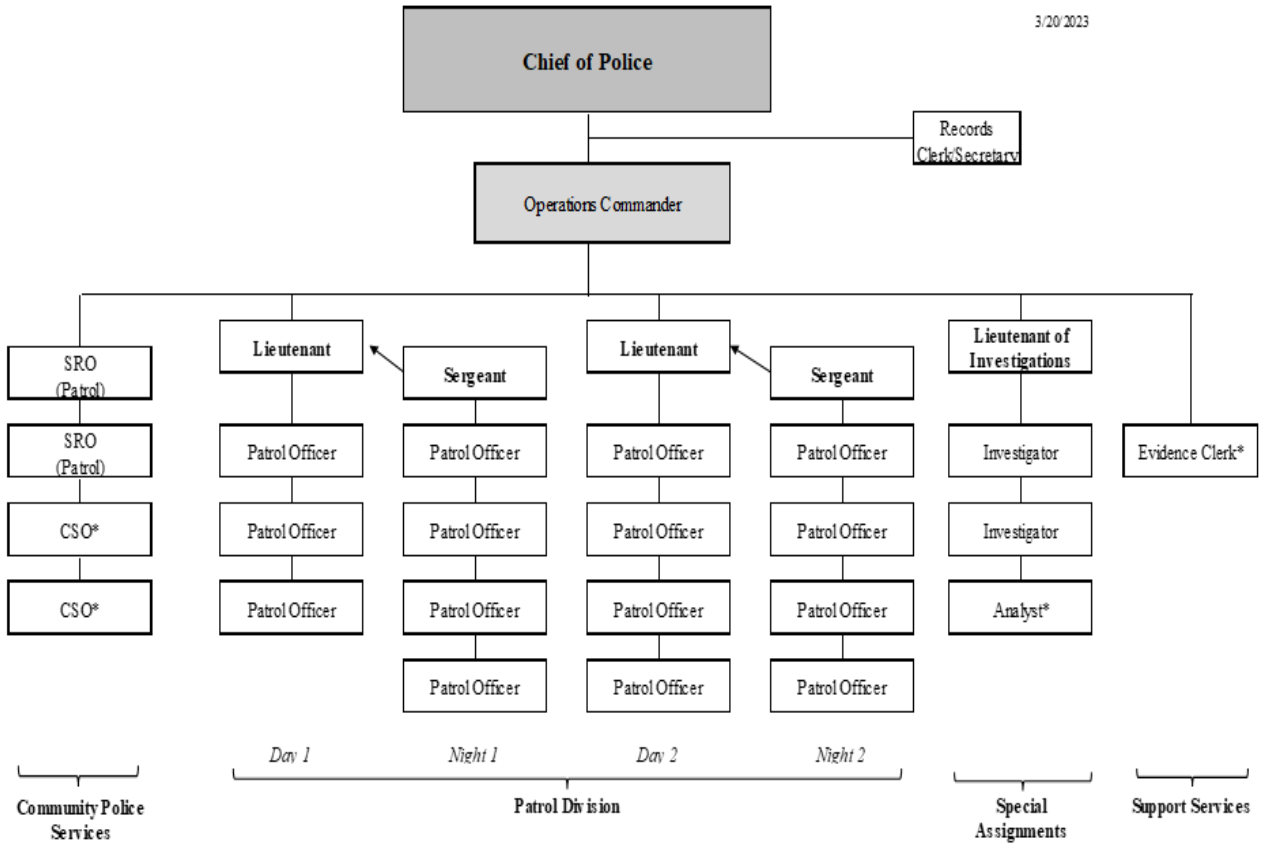 3/20/2023
Chief of Police
Records
Clerk/Secretary
Operations Commander
SRO
(Patrol)
SRO
(Patrol)
CSO*
CSO*
Lieutenant
Patrol Officer
Patrol Officer
Patrol Officer
Day 1
Sergeant
Patrol Officer
Patrol Officer
Patrol Officer
Patrol Officer
Night 1
Lieutenant
Patrol Officer
Patrol Officer
Patrol Officer
Patrol Officer
Day 2
Sergeant
Patrol Officer
Patrol Officer
Patrol Officer
Patrol Officer
Night 2
Lieutenant of
Investigations
Investigator
Investigator
Analyst*
Evidence Clerk*
Community Police
Services
Patrol Division
Special
Assignments
Support Services